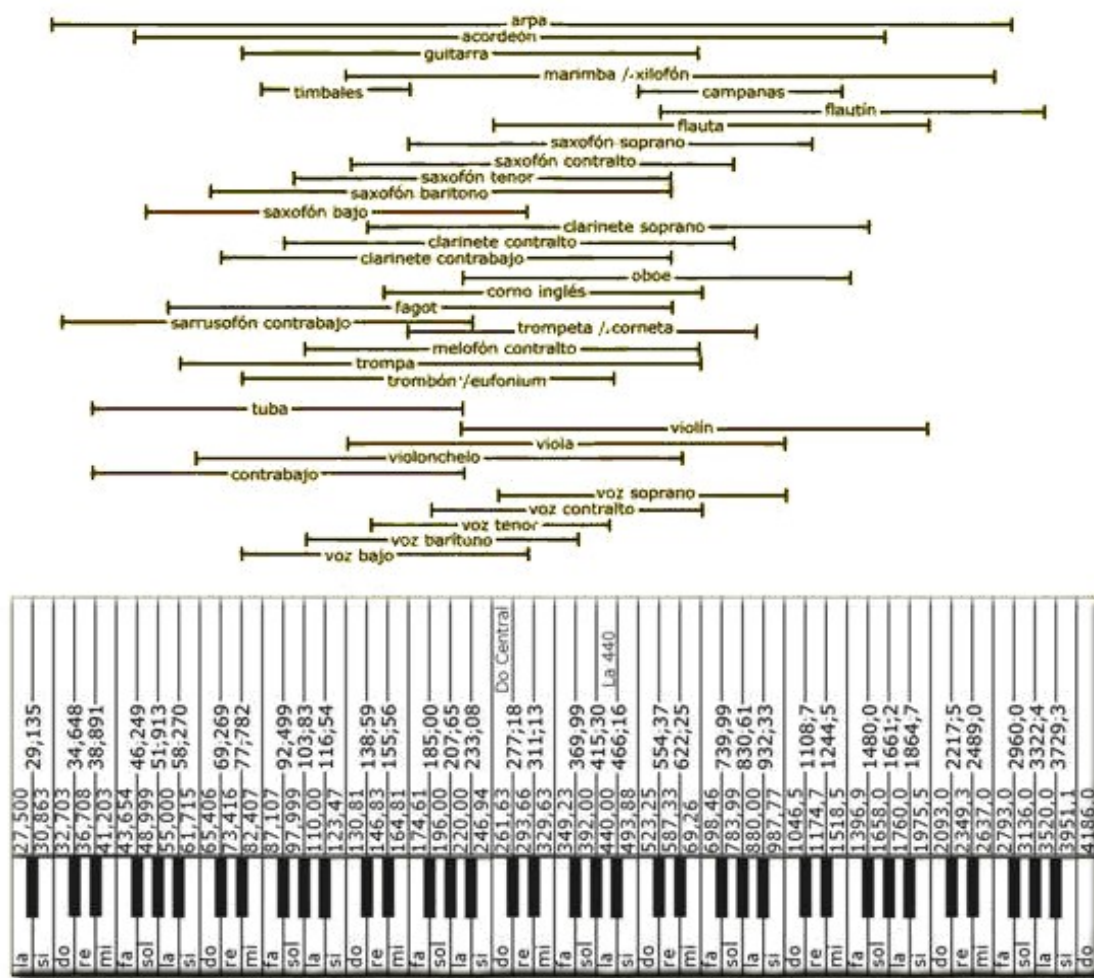 arpa
acordeón
guitarra
marimba / xilofón
timbales
campanas
flautín
flauta
saxofón soprano
saxofón contralto
saxofón tenor
saxofón barítono
saxofón bajo
clarinete soprano
clarinete contralto
clarinete contrabajo
oboe
corno inglés
fagot
sarrusofón contrabajo
trompeta / corneta
melofón contralto
trompa
trombón /eufonium
tuba
violín
viola
violonchelo
contrabajo
voz soprano
voz contralto
voz tenor
voz barítono
voz bajo
Do Central
La 440
29,135
34,648
38,891
46,249
51,913
58,270
69,269
77,782
92,499
103;83
116;54
138;59
155;56
185;00
207;65
233;08
277;18
311;13
369;99
415;30
466;16
554;37
622;25
739;99
830;61
932;33
1108;7
1244;5
1480;0
1661;2
1864;7
2217;5
2489;0
2960;0
3322;4
3729;3
27,500
30,863
32,703
36,708
41,203
43,654
48,999
55,000
61,715
65,406
73,416
82,407
87,107
97,999
110,00
123,47
130,81
146,83
164,81
174,61
196,00
220,00
246,94
261,63
293,66
329,63
349,23
392,00
440,00
493,88
523,25
587,33
69,26
698,46
783,99
880,00
987,77
1046,5
1174,7
1518,5
1396,9
1658,0
1760,0
1975,5
2093,0
2349,3
2637,0
2793,0
3136,0
3520,0
3951,1
4186,0
la
si
do
re
mi
fa
sol
la
si
do
re
mi
fa
sol
la
si
do
re
mi
fa
sol
la
si
do
re
mi
fa
sol
la
si
do
re
mi
fa
sol
la
si
do
re
mi
fa
sol
la
si
do
re
mi
fa
sol
la
si
do